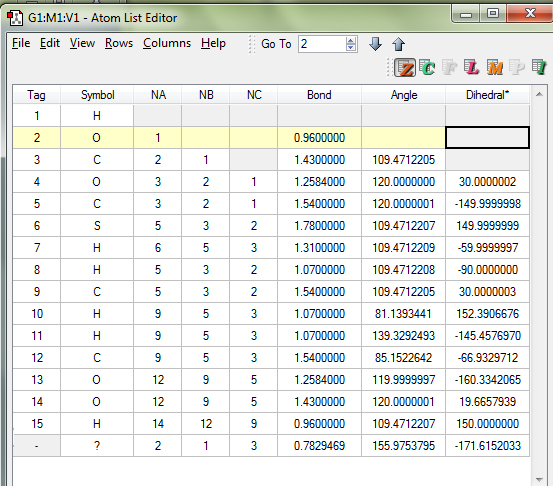 G1:M1:V1 - Atom List Editor
File Edit View Rows Columns Help Go To 2
Z C F L M P I
Tag Symbol NA NB NC Bond Angle Dihedral*
1 H
2 O 1 0.9600000
3 C 2 1 1.4300000 109.4712205
4 O 3 2 1 1.2584000 120.0000000 30.0000002
5 C 3 2 1 1.5400000 120.0000001 -149.9999998
6 S 5 3 2 1.7800000 109.4712207 149.9999999
7 H 6 5 3 1.3100000 109.4712209 -59.9999997
8 H 5 3 2 1.0700000 109.4712208 -90.0000000
9 C 5 3 2 1.5400000 109.4712205 30.0000003
10 H 9 5 3 1.0700000 81.1393441 152.3906676
11 H 9 5 3 1.0700000 139.3292493 -145.4576970
12 C 9 5 3 1.5400000 85.1522642 -66.9329712
13 O 12 9 5 1.2584000 119.9999997 -160.3342065
14 O 12 9 5 1.4300000 120.0000001 19.6657939
15 H 14 12 9 0.9600000 109.4712207 150.0000000
- ? 2 1 3 0.7829469 155.9753795 -171.6152033